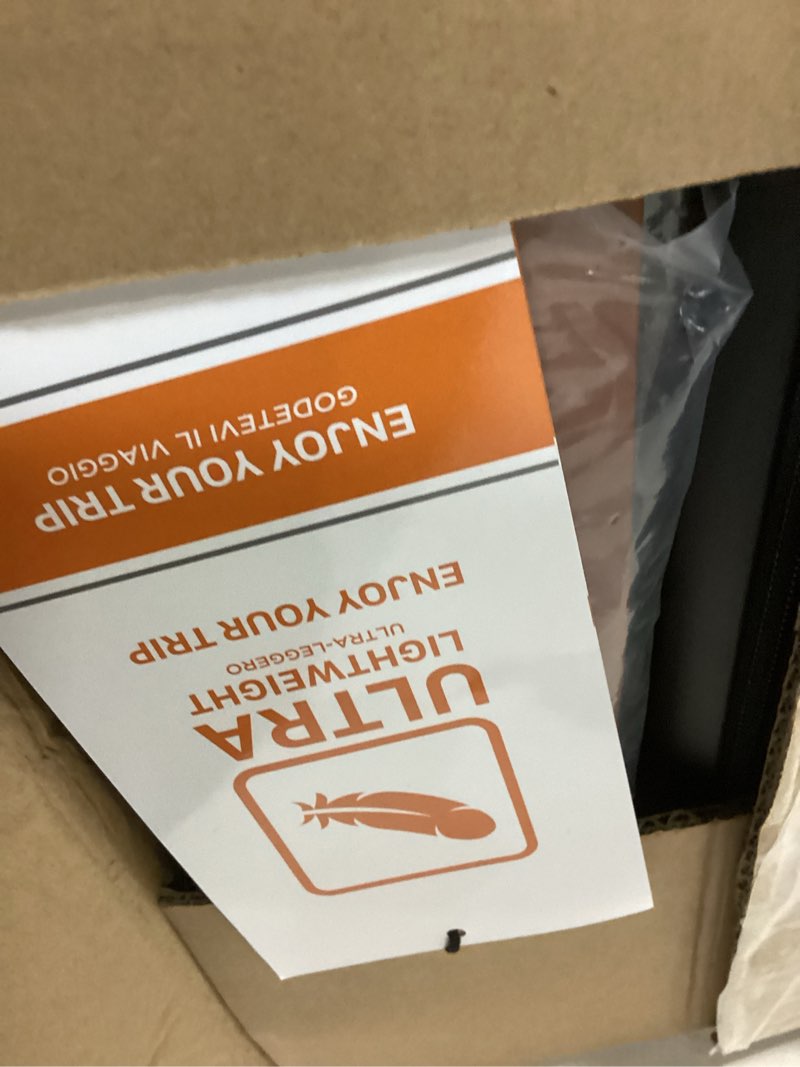 ULTRA
LIGHTWEIGHT
ULTRA-LEGGERO
ENJOY YOUR TRIP
ENJOY YOUR TRIP
GODETEVI IL VIAGGIO